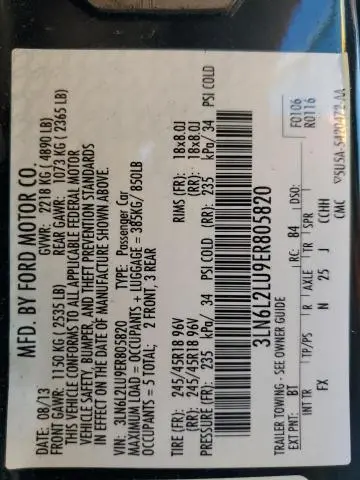 MFD. BY FORD MOTOR CO.
DATE: 08/13 GVWR: 2218 KG ( 4890 LB)
FRONT GAWR: 1150 KG ( 2535 LB) REAR GAWR: 1073 KG ( 2365 LB)
THIS VEHICLE CONFORMS TO ALL APPLICABLE FEDERAL MOTOR
VEHICLE SAFETY, BUMPER, AND THEFT PREVENTION STANDARDS
IN EFFECT ON THE DATE OF MANUFACTURE SHOWN ABOVE.
VIN: 3LN6L2LU9ER805820 TYPE: Passenger Car
MAXIMUM LOAD = OCCUPANTS + LUGGAGE = 385KG/ 850LB
OCCUPANTS = 5 TOTAL; 2 FRONT, 3 REAR
TIRE (FR): 245/45R18 96V RIMS (FR): 18x8.0J
(RR): 245/45R18 96V (RR): 18x8.0J
PRESSURE (FR): 235 kPa/ 34 PSI COLD (RR): 235 kPa/ 34 PSI COLD
3LN6L2LU9ER805820
TRAILER TOWING - SEE OWNER GUIDE F0106
EXT PNT: BT RC: 84 DSO: R0116
INT TR TP/PS R AXLE TR SPR
FX N 25 J CCHH
CMC 5U5A-5420472-AA